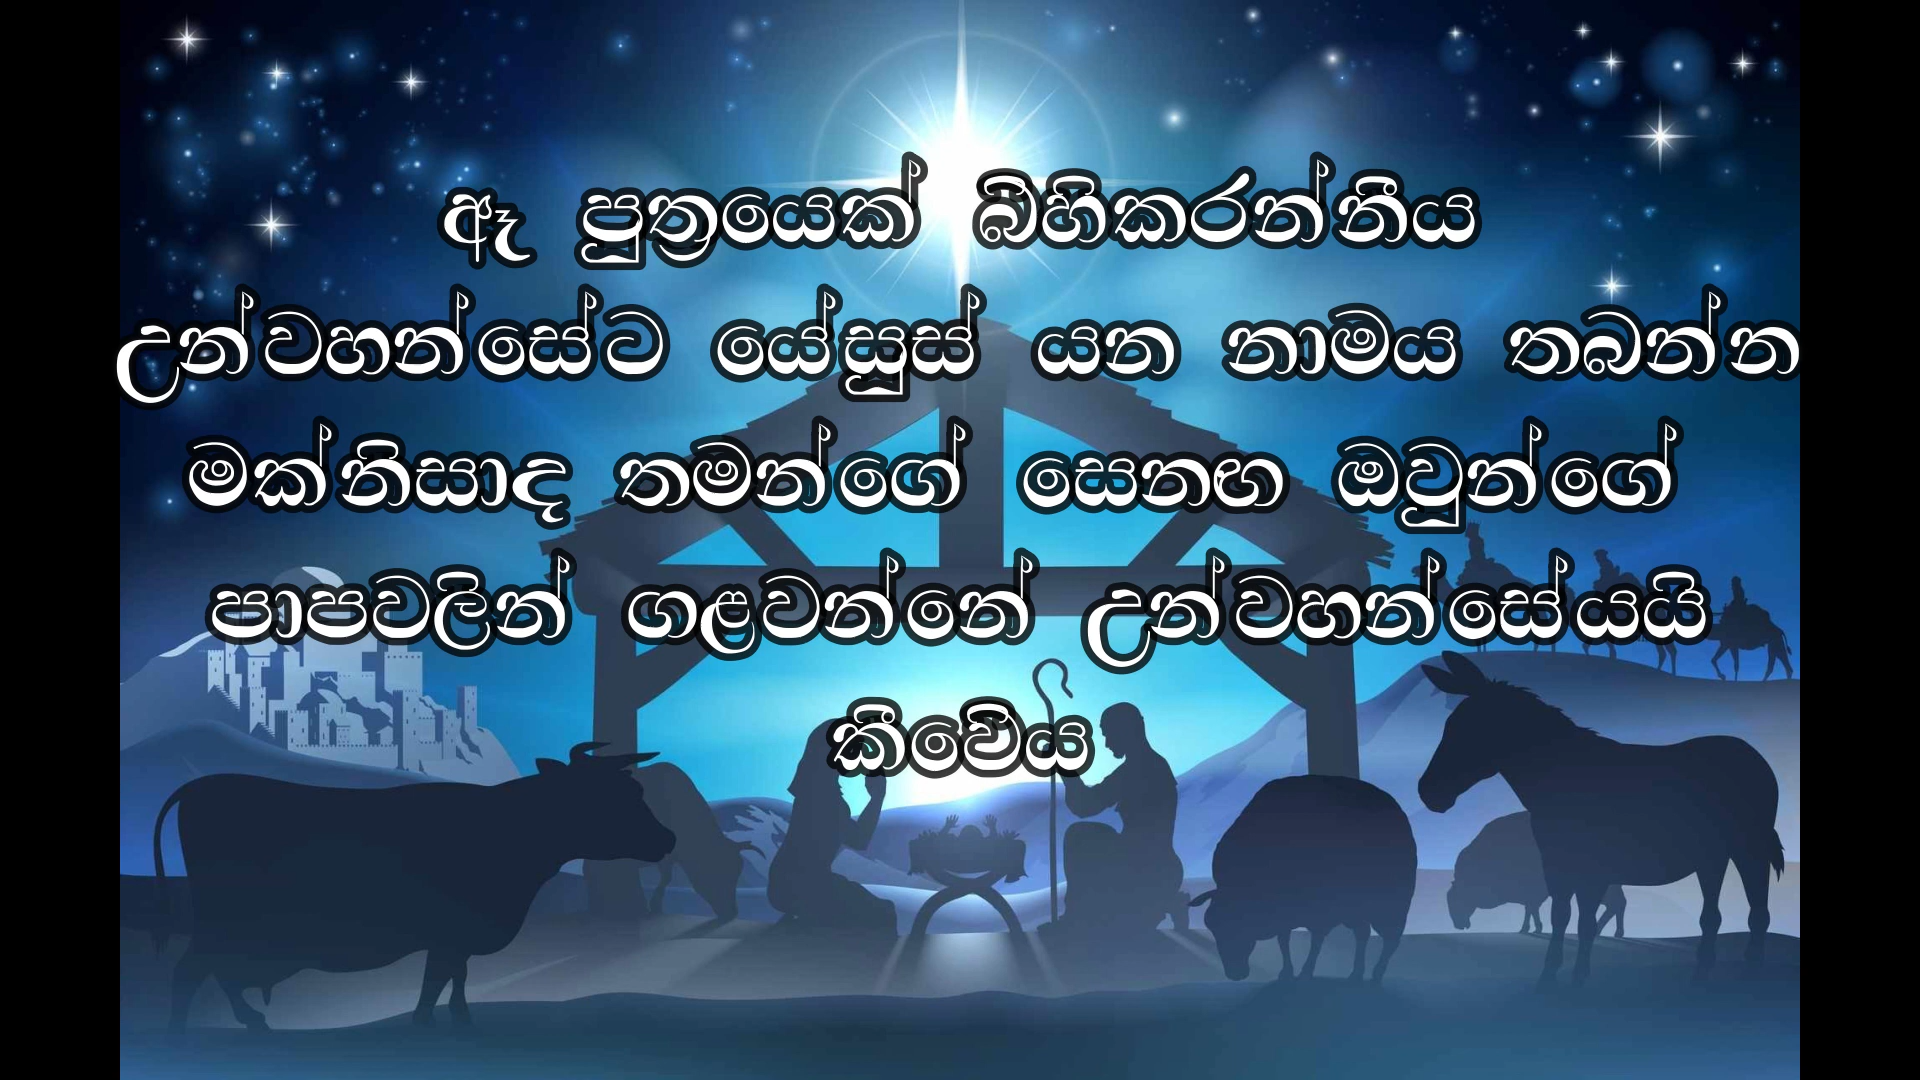 ඈ පුත්‍රයෙක් බිහිකරන්නීය
උන්වහන්සේට යේසුස් යන නාමය තබන්න
මක්නිසාද තමන්ගේ සෙනඟ ඔවුන්ගේ
පාපවලින් ගළවන්නේ උන්වහන්සේයයි
කීවේය